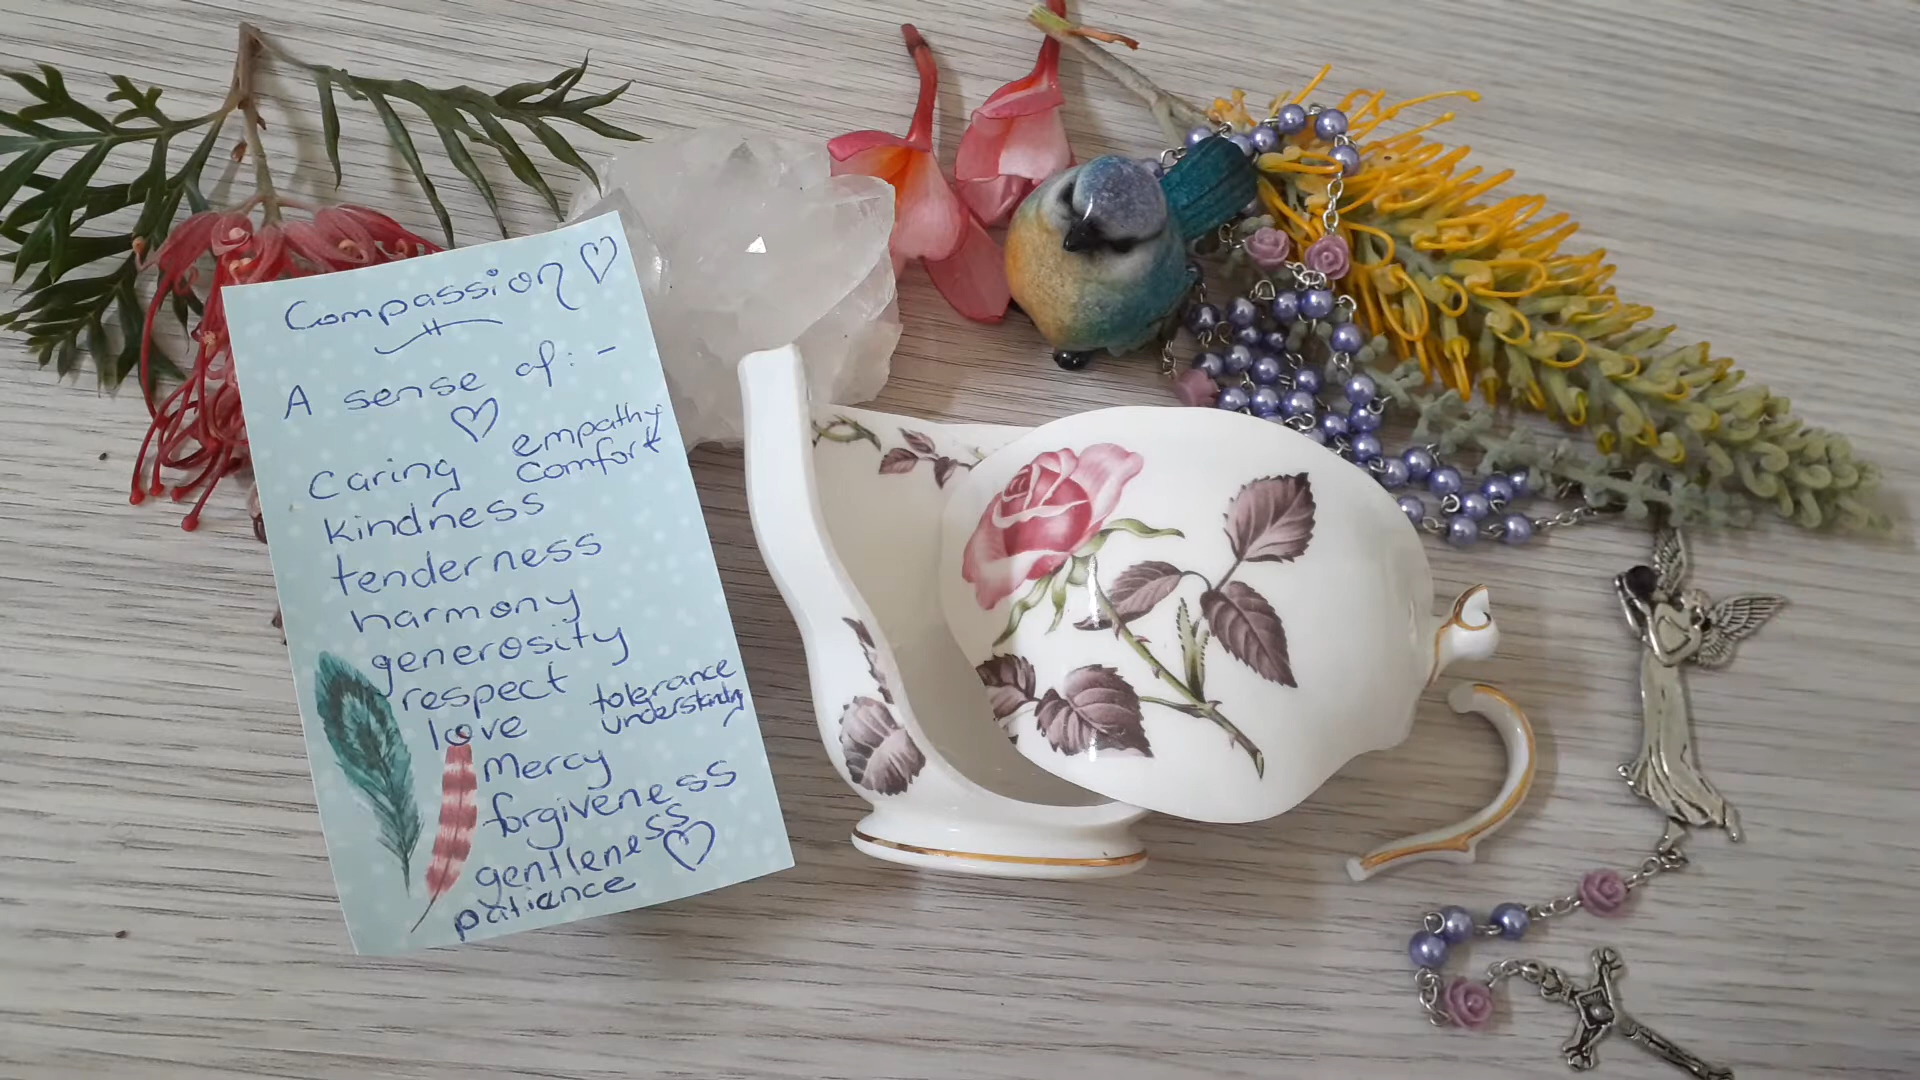 Compassion ♡
A sense of: -
♡ empathy
Caring comfort
kindness
tenderness
harmony
generosity
respect tolerance
love understanding
Mercy
forgiveness
gentleness ♡
patience